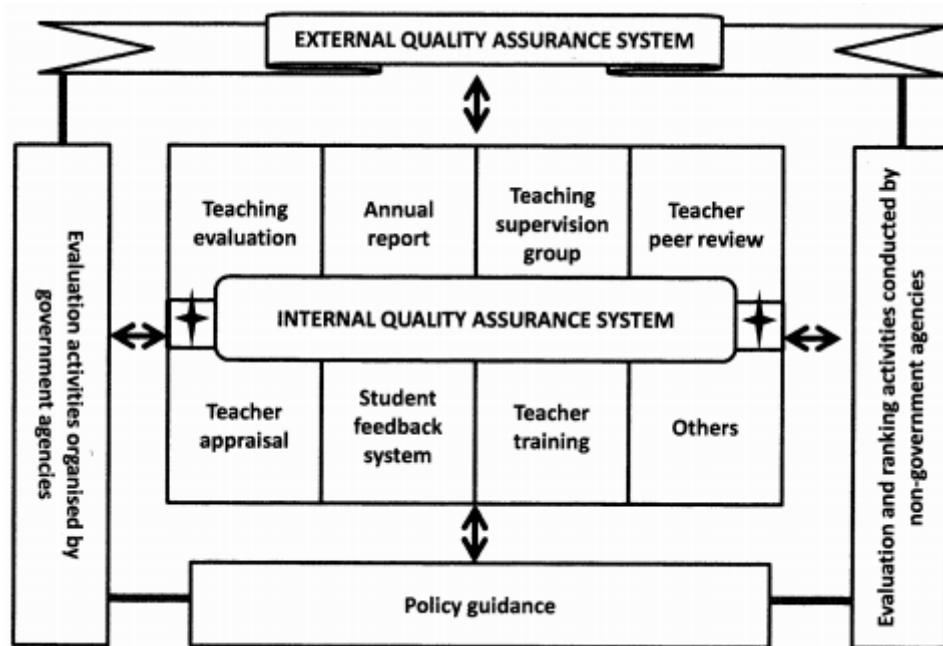 EXTERNAL QUALITY ASSURANCE SYSTEM
Evaluation activities organised by
government agencies
Teaching
evaluation
Annual
report
Teaching
supervision
group
Teacher
peer review
INTERNAL QUALITY ASSURANCE SYSTEM
Teacher
appraisal
Student
feedback
system
Teacher
training
Others
Evaluation and ranking activities conducted by
non-government agencies
Policy guidance